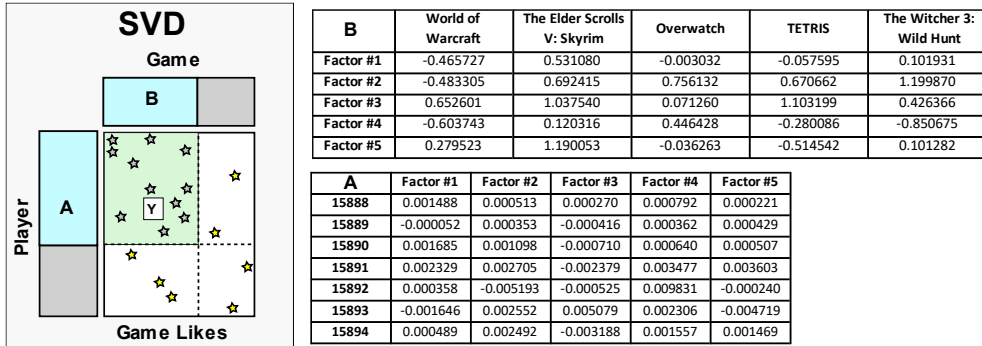 SVD
Game
B
A
Y
Player
Game Likes
B World of Warcraft The Elder Scrolls V: Skyrim Overwatch TETRIS The Witcher 3: Wild Hunt
Factor #1 -0.465727 0.531080 -0.003032 -0.057595 0.101931
Factor #2 -0.483305 0.692415 0.756132 0.670662 1.199870
Factor #3 0.652601 1.037540 0.071260 1.103199 0.426366
Factor #4 -0.603743 0.120316 0.446428 -0.280086 -0.850675
Factor #5 0.279523 1.190053 -0.036263 -0.514542 0.101282
A Factor #1 Factor #2 Factor #3 Factor #4 Factor #5
15888 0.001488 0.000513 0.000270 0.000792 0.000221
15889 -0.000052 0.000353 -0.000416 0.000362 0.000429
15890 0.001685 0.001098 -0.000710 0.000640 0.000507
15891 0.002329 0.002705 -0.002379 0.003477 0.003603
15892 0.000358 -0.005193 -0.000525 0.009831 -0.000240
15893 -0.001646 0.002552 0.005079 0.002306 -0.004719
15894 0.000489 0.002492 -0.003188 0.001557 0.001469